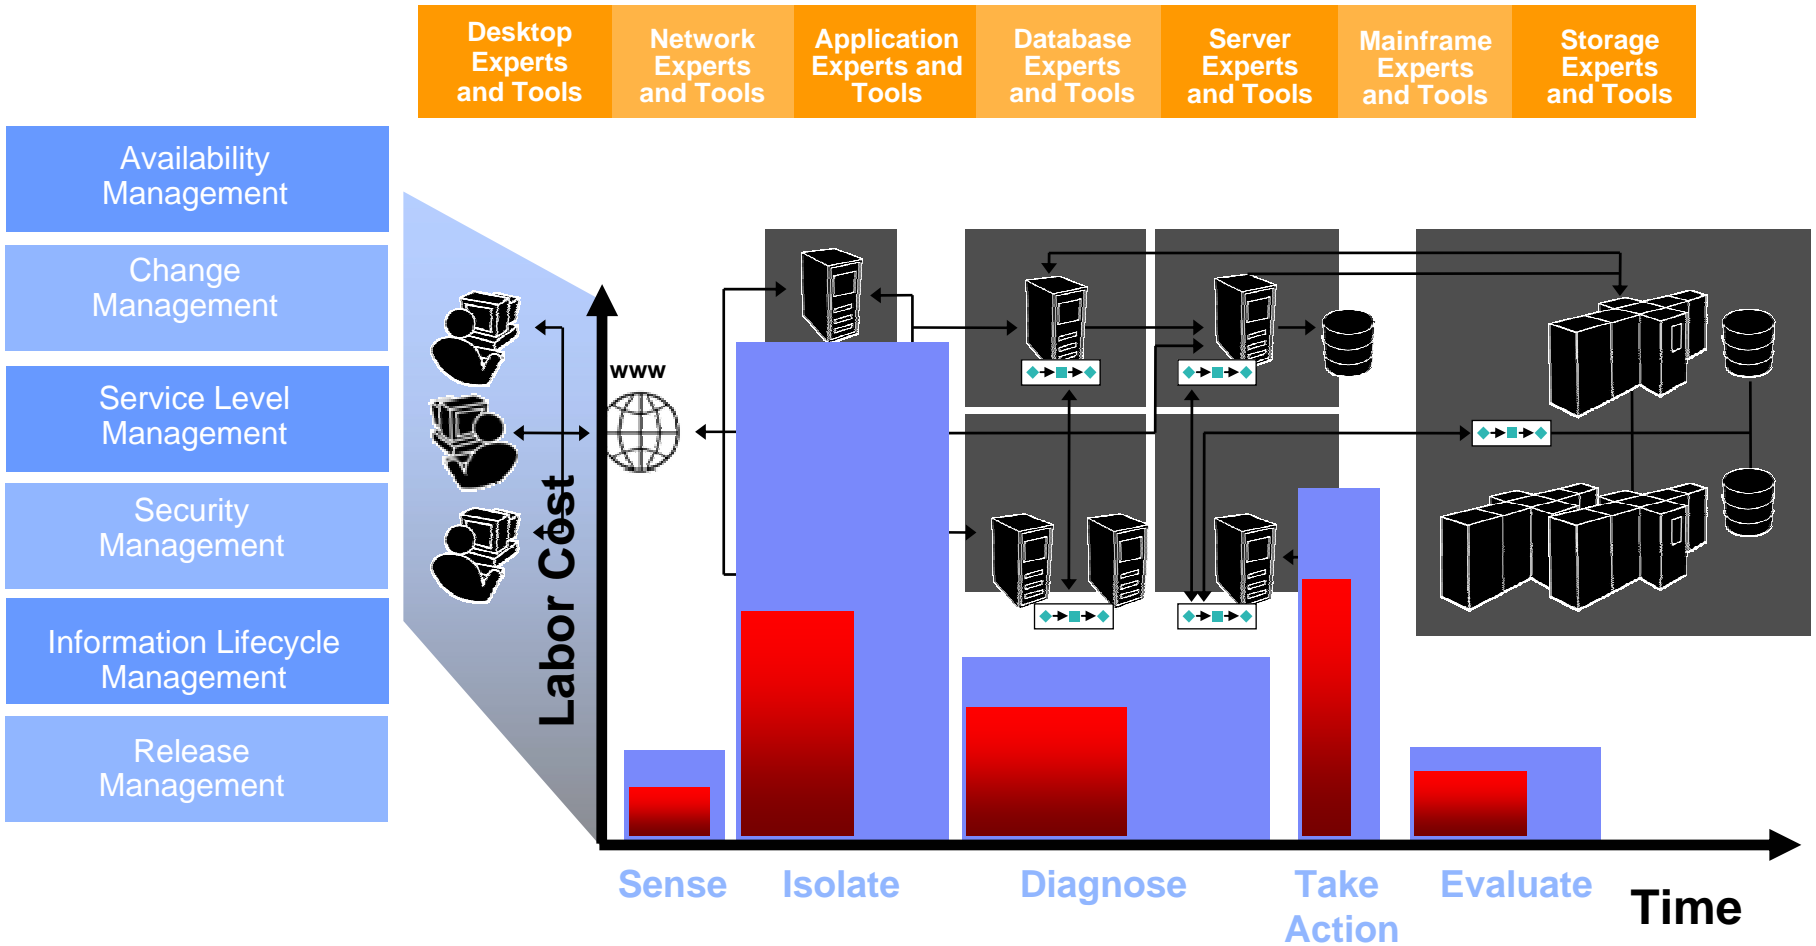 Desktop
Experts
and Tools
Network
Experts
and Tools
Application
Experts and
Tools
Database
Experts
and Tools
Server
Experts
and Tools
Mainframe
Experts
and Tools
Storage
Experts
and Tools
Availability
Management
Change
Management
Service Level
Management
Security
Management
Information Lifecycle
Management
Release
Management
www
Labor Cost
Sense
Isolate
Diagnose
Take
Action
Evaluate
Time